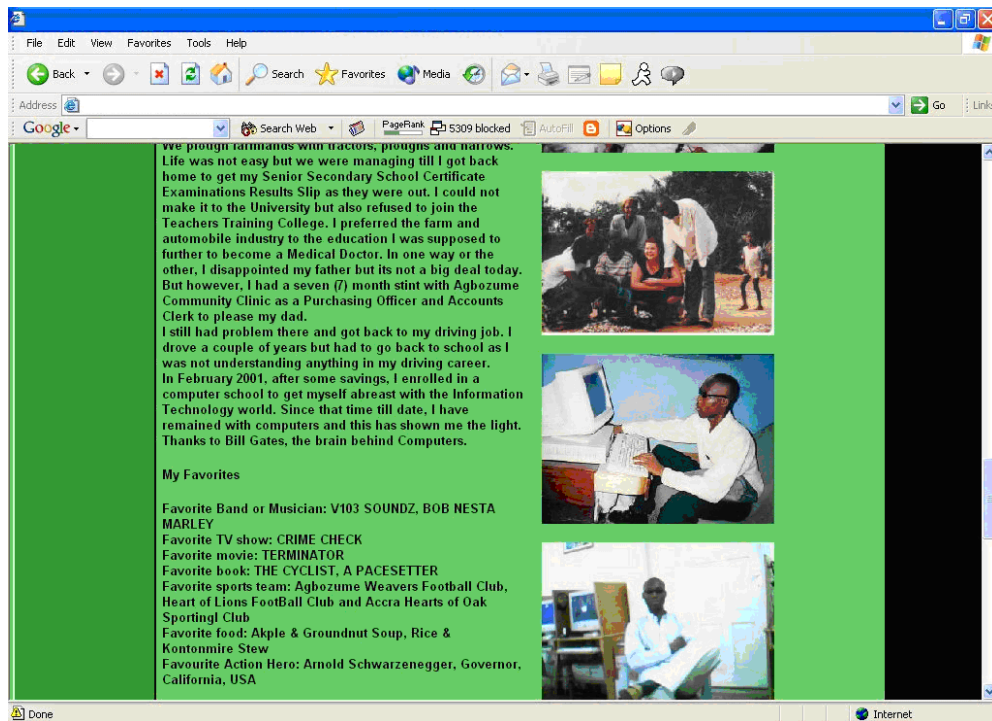 File Edit View Favorites Tools Help
Back Search Favorites Media
Address Go Links
Google Search Web PageRank 5309 blocked AutoFill Options
We plough farmlands with tractors, ploughs and harrows.
Life was not easy but we were managing till I got back
home to get my Senior Secondary School Certificate
Examinations Results Slip as they were out. I could not
make it to the University but also refused to join the
Teachers Training College. I preferred the farm and
automobile industry to the education I was supposed to
further to become a Medical Doctor. In one way or the
other, I disappointed my father but its not a big deal today.
But however, I had a seven (7) month stint with Agbozume
Community Clinic as a Purchasing Officer and Accounts
Clerk to please my dad.
I still had problem there and got back to my driving job. I
drove a couple of years but had to go back to school as I
was not understanding anything in my driving career.
In February 2001, after some savings, I enrolled in a
computer school to get myself abreast with the Information
Technology world. Since that time till date, I have
remained with computers and this has shown me the light.
Thanks to Bill Gates, the brain behind Computers.
My Favorites
Favorite Band or Musician: V103 SOUNDZ, BOB NESTA
MARLEY
Favorite TV show: CRIME CHECK
Favorite movie: TERMINATOR
Favorite book: THE CYCLIST, A PACESETTER
Favorite sports team: Agbozume Weavers Football Club,
Heart of Lions FootBall Club and Accra Hearts of Oak
Sportingl Club
Favorite food: Akple & Groundnut Soup, Rice &
Kontonmire Stew
Favourite Action Hero: Arnold Schwarzenegger, Governor,
California, USA
Done Internet